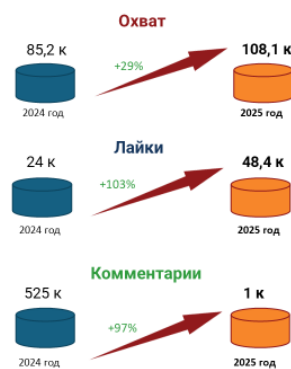 Охват
85,2 к
108,1 к
+29%
2024 год
2025 год
Лайки
24 к
48,4 к
+103%
2024 год
2025 год
Комментарии
525 к
1 к
+97%
2024 год
2025 год